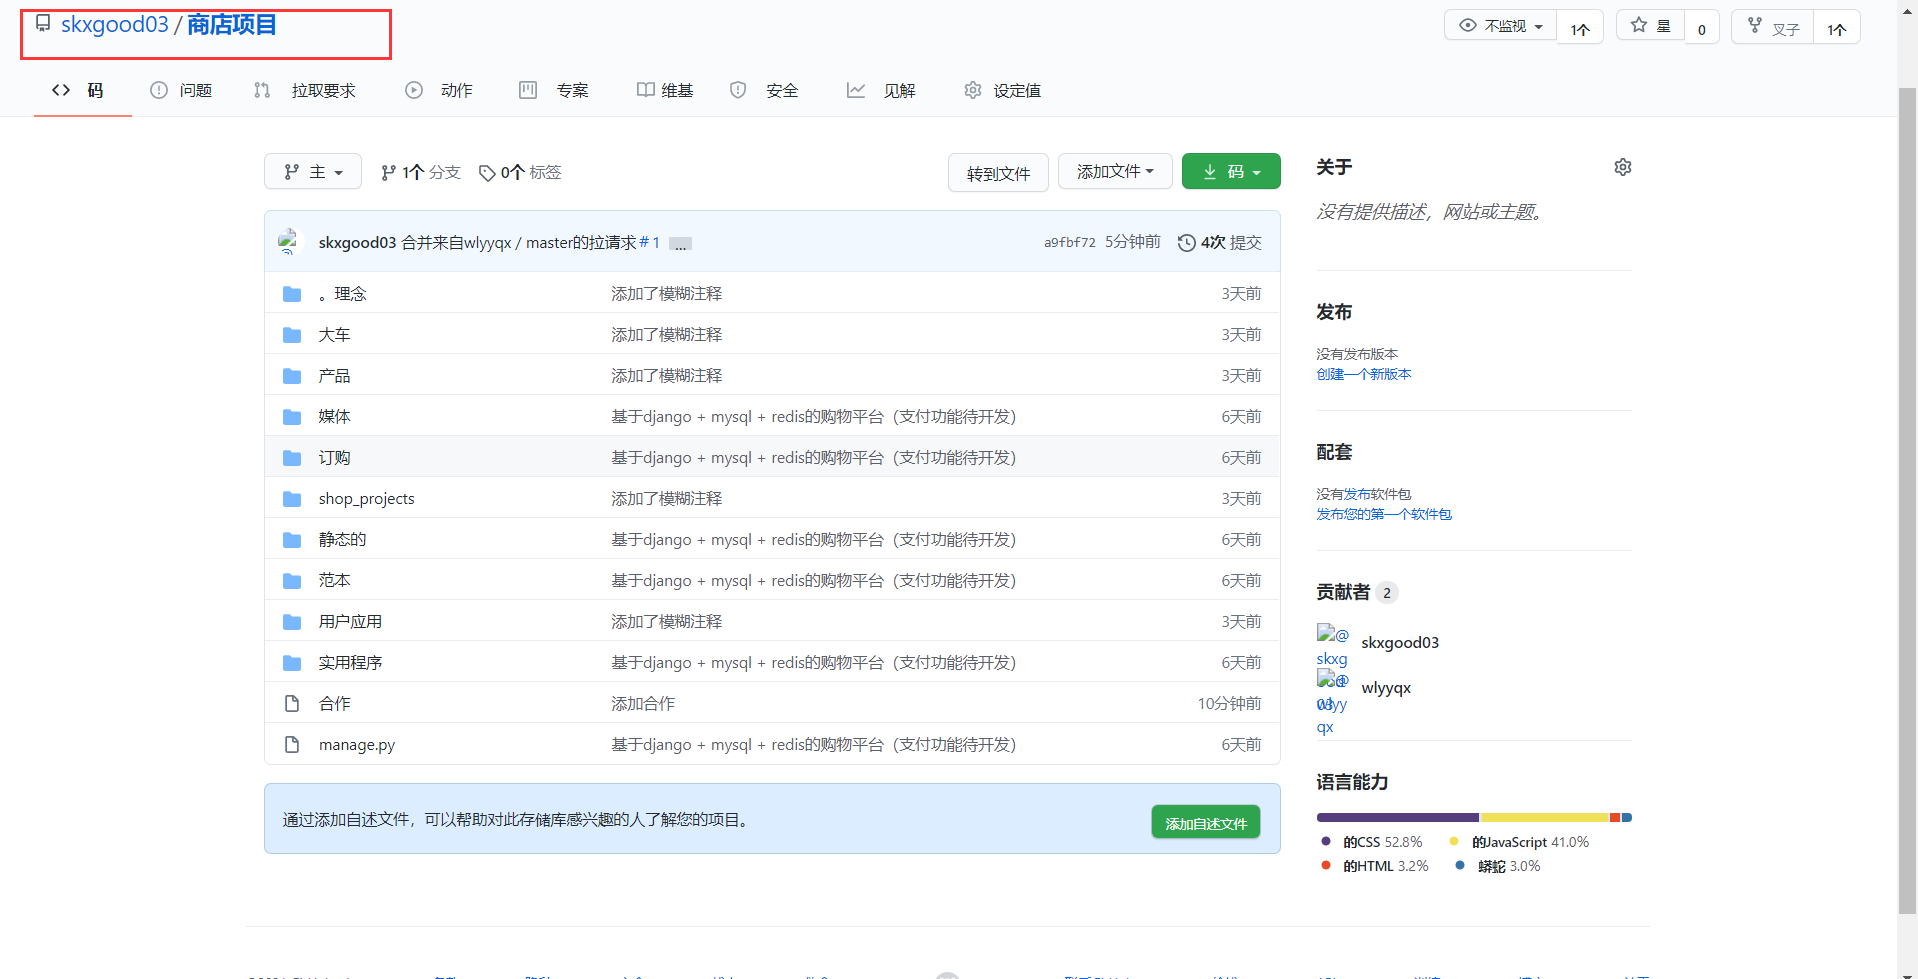 skxgood03 / 商店项目
不监视 1个 星 0 叉子 1个
码 问题 拉取要求 动作 专案 维基 安全 见解 设定值
主 1个 分支 0个 标签 转到文件 添加文件 码
skxgood03 合并来自wlyyqx / master的拉请求＃1 ... a9fbf72 5分钟前 4次 提交
。理念 添加了模糊注释 3天前
大车 添加了模糊注释 3天前
产品 添加了模糊注释 3天前
媒体 基于django + mysql + redis的购物平台（支付功能待开发） 6天前
订购 基于django + mysql + redis的购物平台（支付功能待开发） 6天前
shop_projects 添加了模糊注释 3天前
静态的 基于django + mysql + redis的购物平台（支付功能待开发） 6天前
范本 基于django + mysql + redis的购物平台（支付功能待开发） 6天前
用户应用 添加了模糊注释 3天前
实用程序 基于django + mysql + redis的购物平台（支付功能待开发） 6天前
合作 添加合作 10分钟前
manage.py 基于django + mysql + redis的购物平台（支付功能待开发） 6天前
通过添加自述文件，可以帮助对此存储库感兴趣的人了解您的项目。 添加自述文件
关于
没有提供描述，网站或主题。
发布
没有发布版本
创建一个新版本
配套
没有发布软件包
发布您的第一个软件包
贡献者 2
skxgood03
wlyyqx
语言能力
的CSS 52.8% 的JavaScript 41.0%
的HTML 3.2% 蟒蛇 3.0%